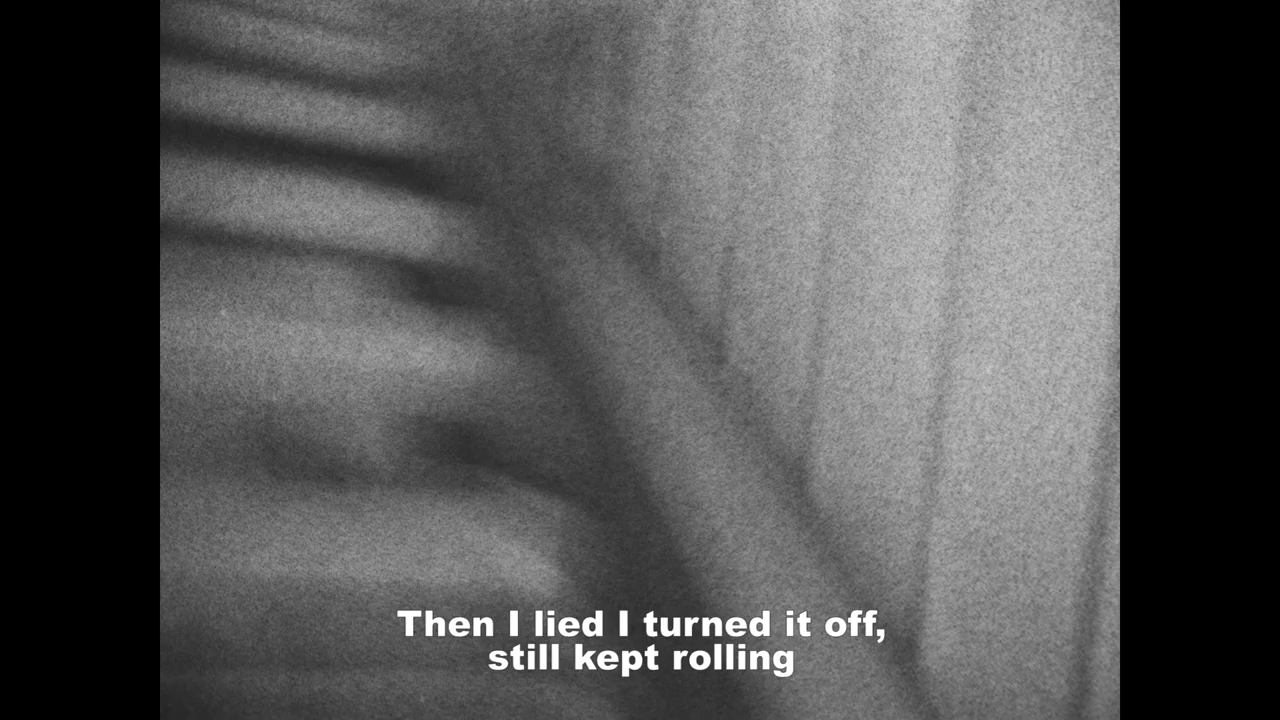 Then I lied I turned it off,
still kept rolling